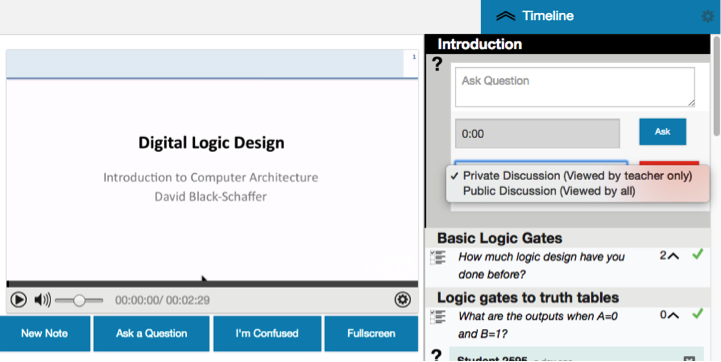 Timeline
1
Digital Logic Design
Introduction to Computer Architecture
David Black-Schaffer
00:00:00/ 00:02:29
New Note
Ask a Question
I'm Confused
Fullscreen
Introduction
?
Ask Question
0:00
Ask
✓ Private Discussion (Viewed by teacher only)
Public Discussion (Viewed by all)
Basic Logic Gates
How much logic design have you
done before?
2
Logic gates to truth tables
What are the outputs when A=0
and B=1?
0
?
Student 2595